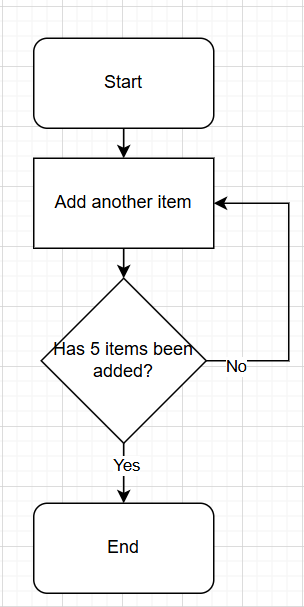 Start
Add another item
Has 5 items been
added?
No
Yes
End